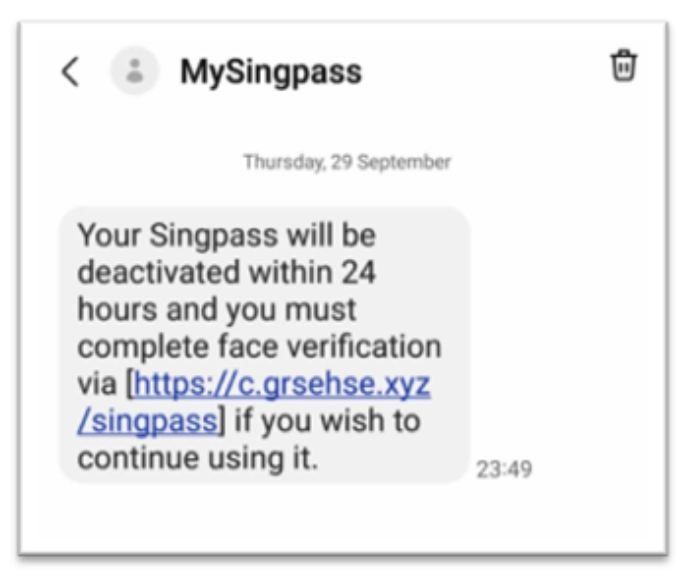 MySingpass
Thursday, 29 September
Your Singpass will be
deactivated within 24
hours and you must
complete face verification
via [https://c.grsehse.xyz
/singpass] if you wish to
continue using it.
23:49